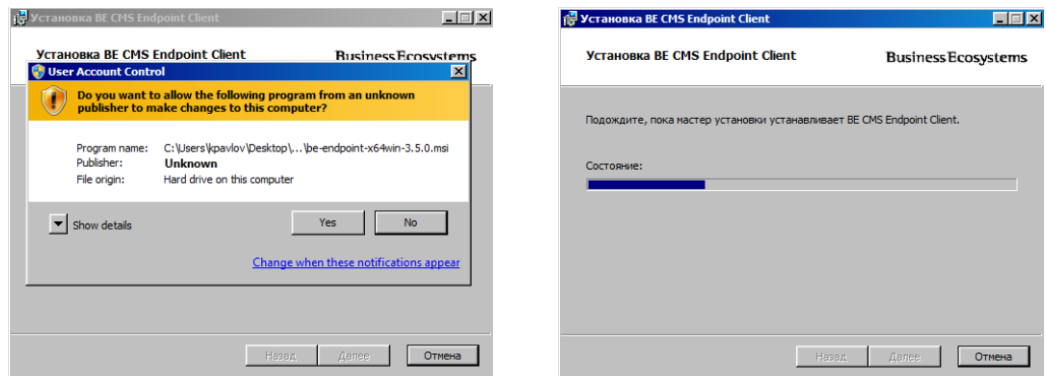 Установка BE CMS Endpoint Client
Установка BE CMS Endpoint Client
Business Ecosystems
User Account Control
Do you want to allow the following program from an unknown
publisher to make changes to this computer?
Program name: C:\Users\kpavlov\Desktop\...\be-endpoint-x64win-3.5.0.msi
Publisher: Unknown
File origin: Hard drive on this computer
Show details
Yes
No
Change when these notifications appear
Назад
Далее
Отмена
Установка BE CMS Endpoint Client
Установка BE CMS Endpoint Client
Business Ecosystems
Подождите, пока мастер установки устанавливает BE CMS Endpoint Client.
Состояние:
Назад
Далее
Отмена